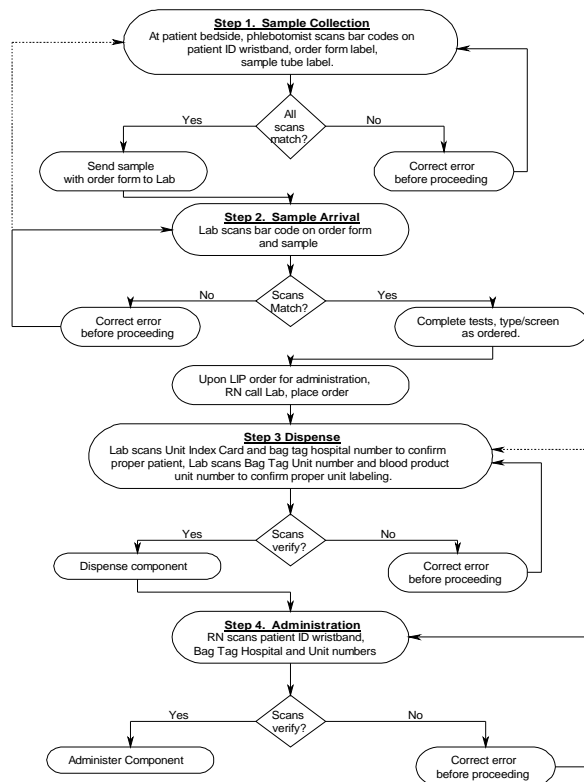 Step 1. Sample Collection
At patient bedside, phlebotomist scans bar codes on
patient ID wristband, order form label,
sample tube label.
All
scans
match?
Yes
No
Send sample
with order form to Lab
Correct error
before proceeding
Step 2. Sample Arrival
Lab scans bar code on order form
and sample
Scans
Match?
No
Yes
Correct error
before proceeding
Complete tests, type/screen
as ordered.
Upon LIP order for administration,
RN call Lab, place order
Step 3 Dispense
Lab scans Unit Index Card and bag tag hospital number to confirm
proper patient, Lab scans Bag Tag Unit number and blood product
unit number to confirm proper unit labeling.
Scans
verify?
Yes
No
Dispense component
Correct error
before proceeding
Step 4. Administration
RN scans patient ID wristband,
Bag Tag Hospital and Unit numbers
Scans
verify?
Yes
No
Administer Component
Correct error
before proceeding